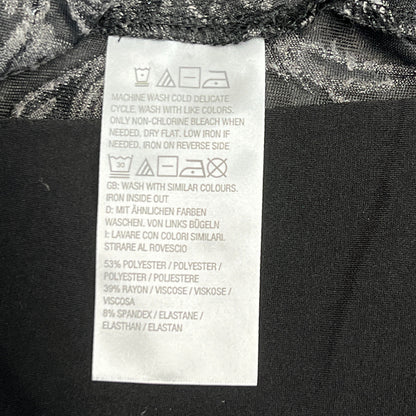 MACHINE WASH COLD DELICATE
CYCLE. WASH WITH LIKE COLORS.
ONLY NON-CHLORINE BLEACH WHEN
NEEDED. DRY FLAT. LOW IRON IF
NEEDED. IRON ON REVERSE SIDE
30
GB: WASH WITH SIMILAR COLOURS.
IRON INSIDE OUT
D: MIT ÄHNLICHEN FARBEN
WASCHEN. VON LINKS BÜGELN
I: LAVARE CON COLORI SIMILARI.
STIRARE AL ROVESCIO
53% POLYESTER / POLYESTER /
POLYESTER / POLIESTERE
39% RAYON / VISCOSE / VISKOSE /
VISCOSA
8% SPANDEX / ELASTANE /
ELASTHAN / ELASTAN